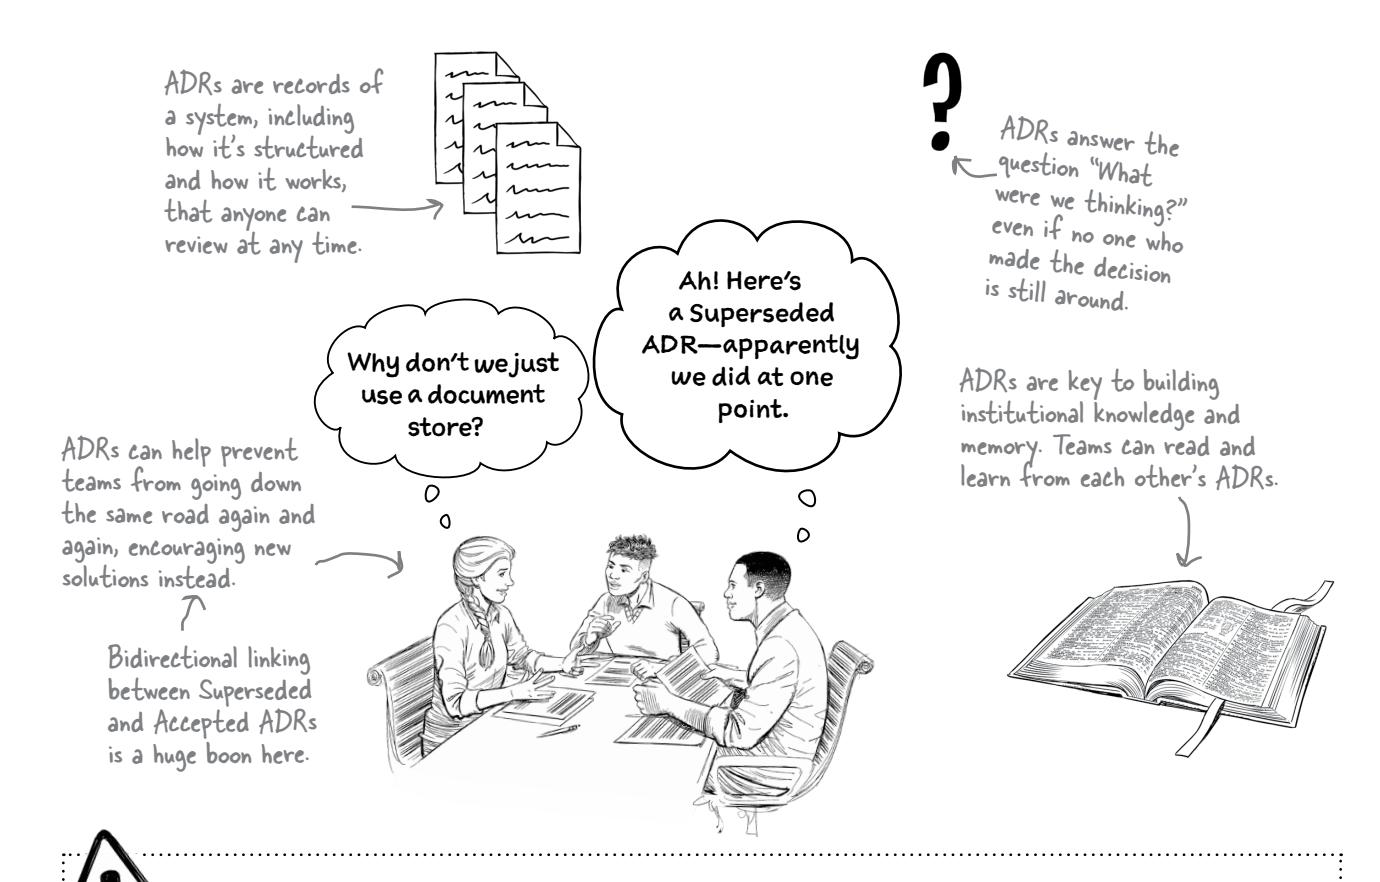 ADRs are records of
a system, including
how it's structured
and how it works,
that anyone can
review at any time.
?
ADRs answer the
question "What
were we thinking?"
even if no one who
made the decision
is still around.
Why don't we just
use a document
store?
Ah! Here's
a Superseded
ADR—apparently
we did at one
point.
ADRs are key to building
institutional knowledge and
memory. Teams can read and
learn from each other's ADRs.
ADRs can help prevent
teams from going down
the same road again and
again, encouraging new
solutions instead.
Bidirectional linking
between Superseded
and Accepted ADRs
is a huge boon here.